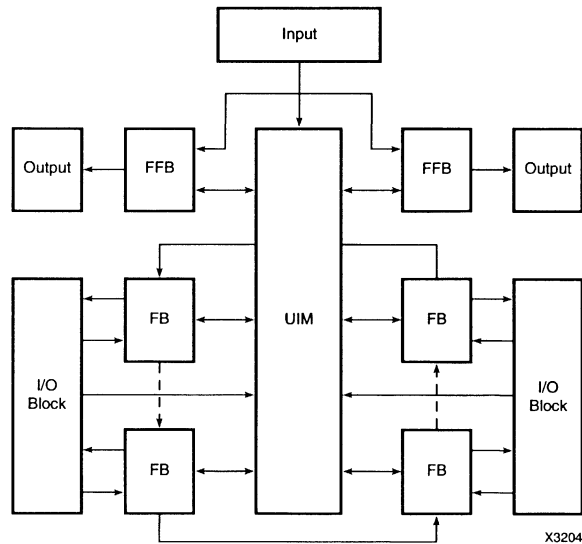 Input
Output
FFB
FFB
Output
UIM
FB
FB
I/O
Block
I/O
Block
FB
FB
X3204